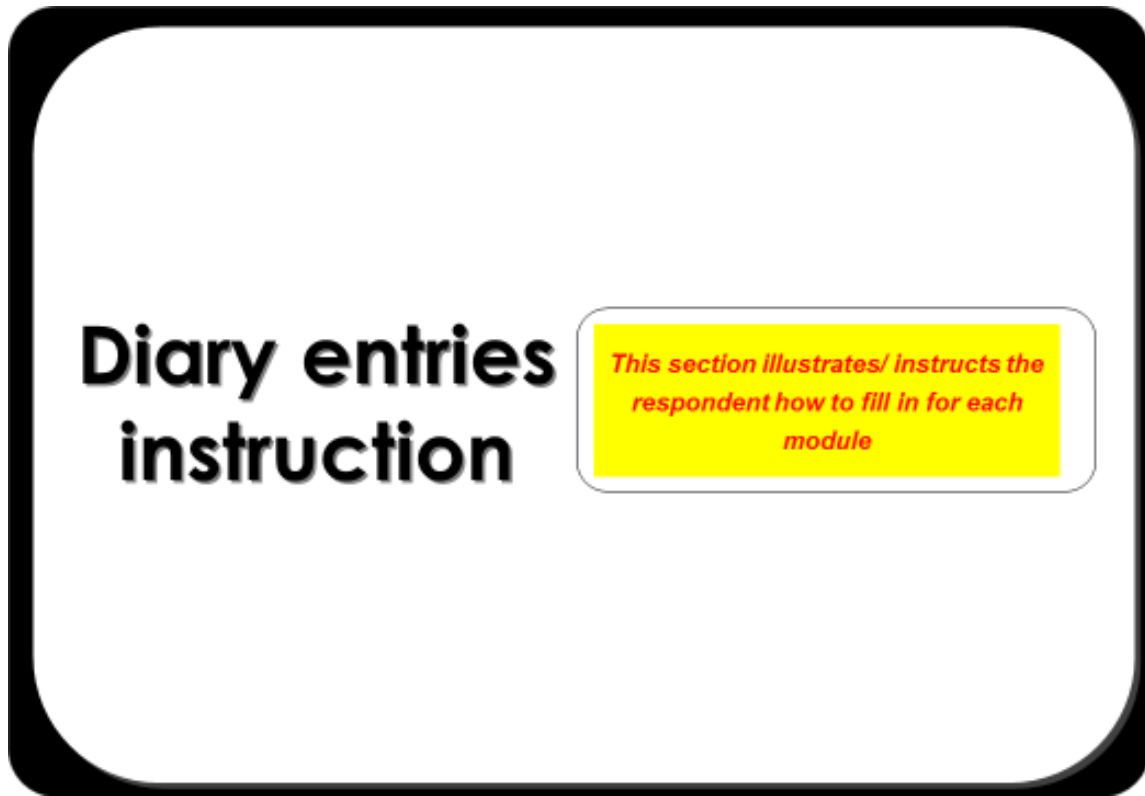 Diary entries
instruction
This section illustrates/ instructs the
respondent how to fill in for each
module